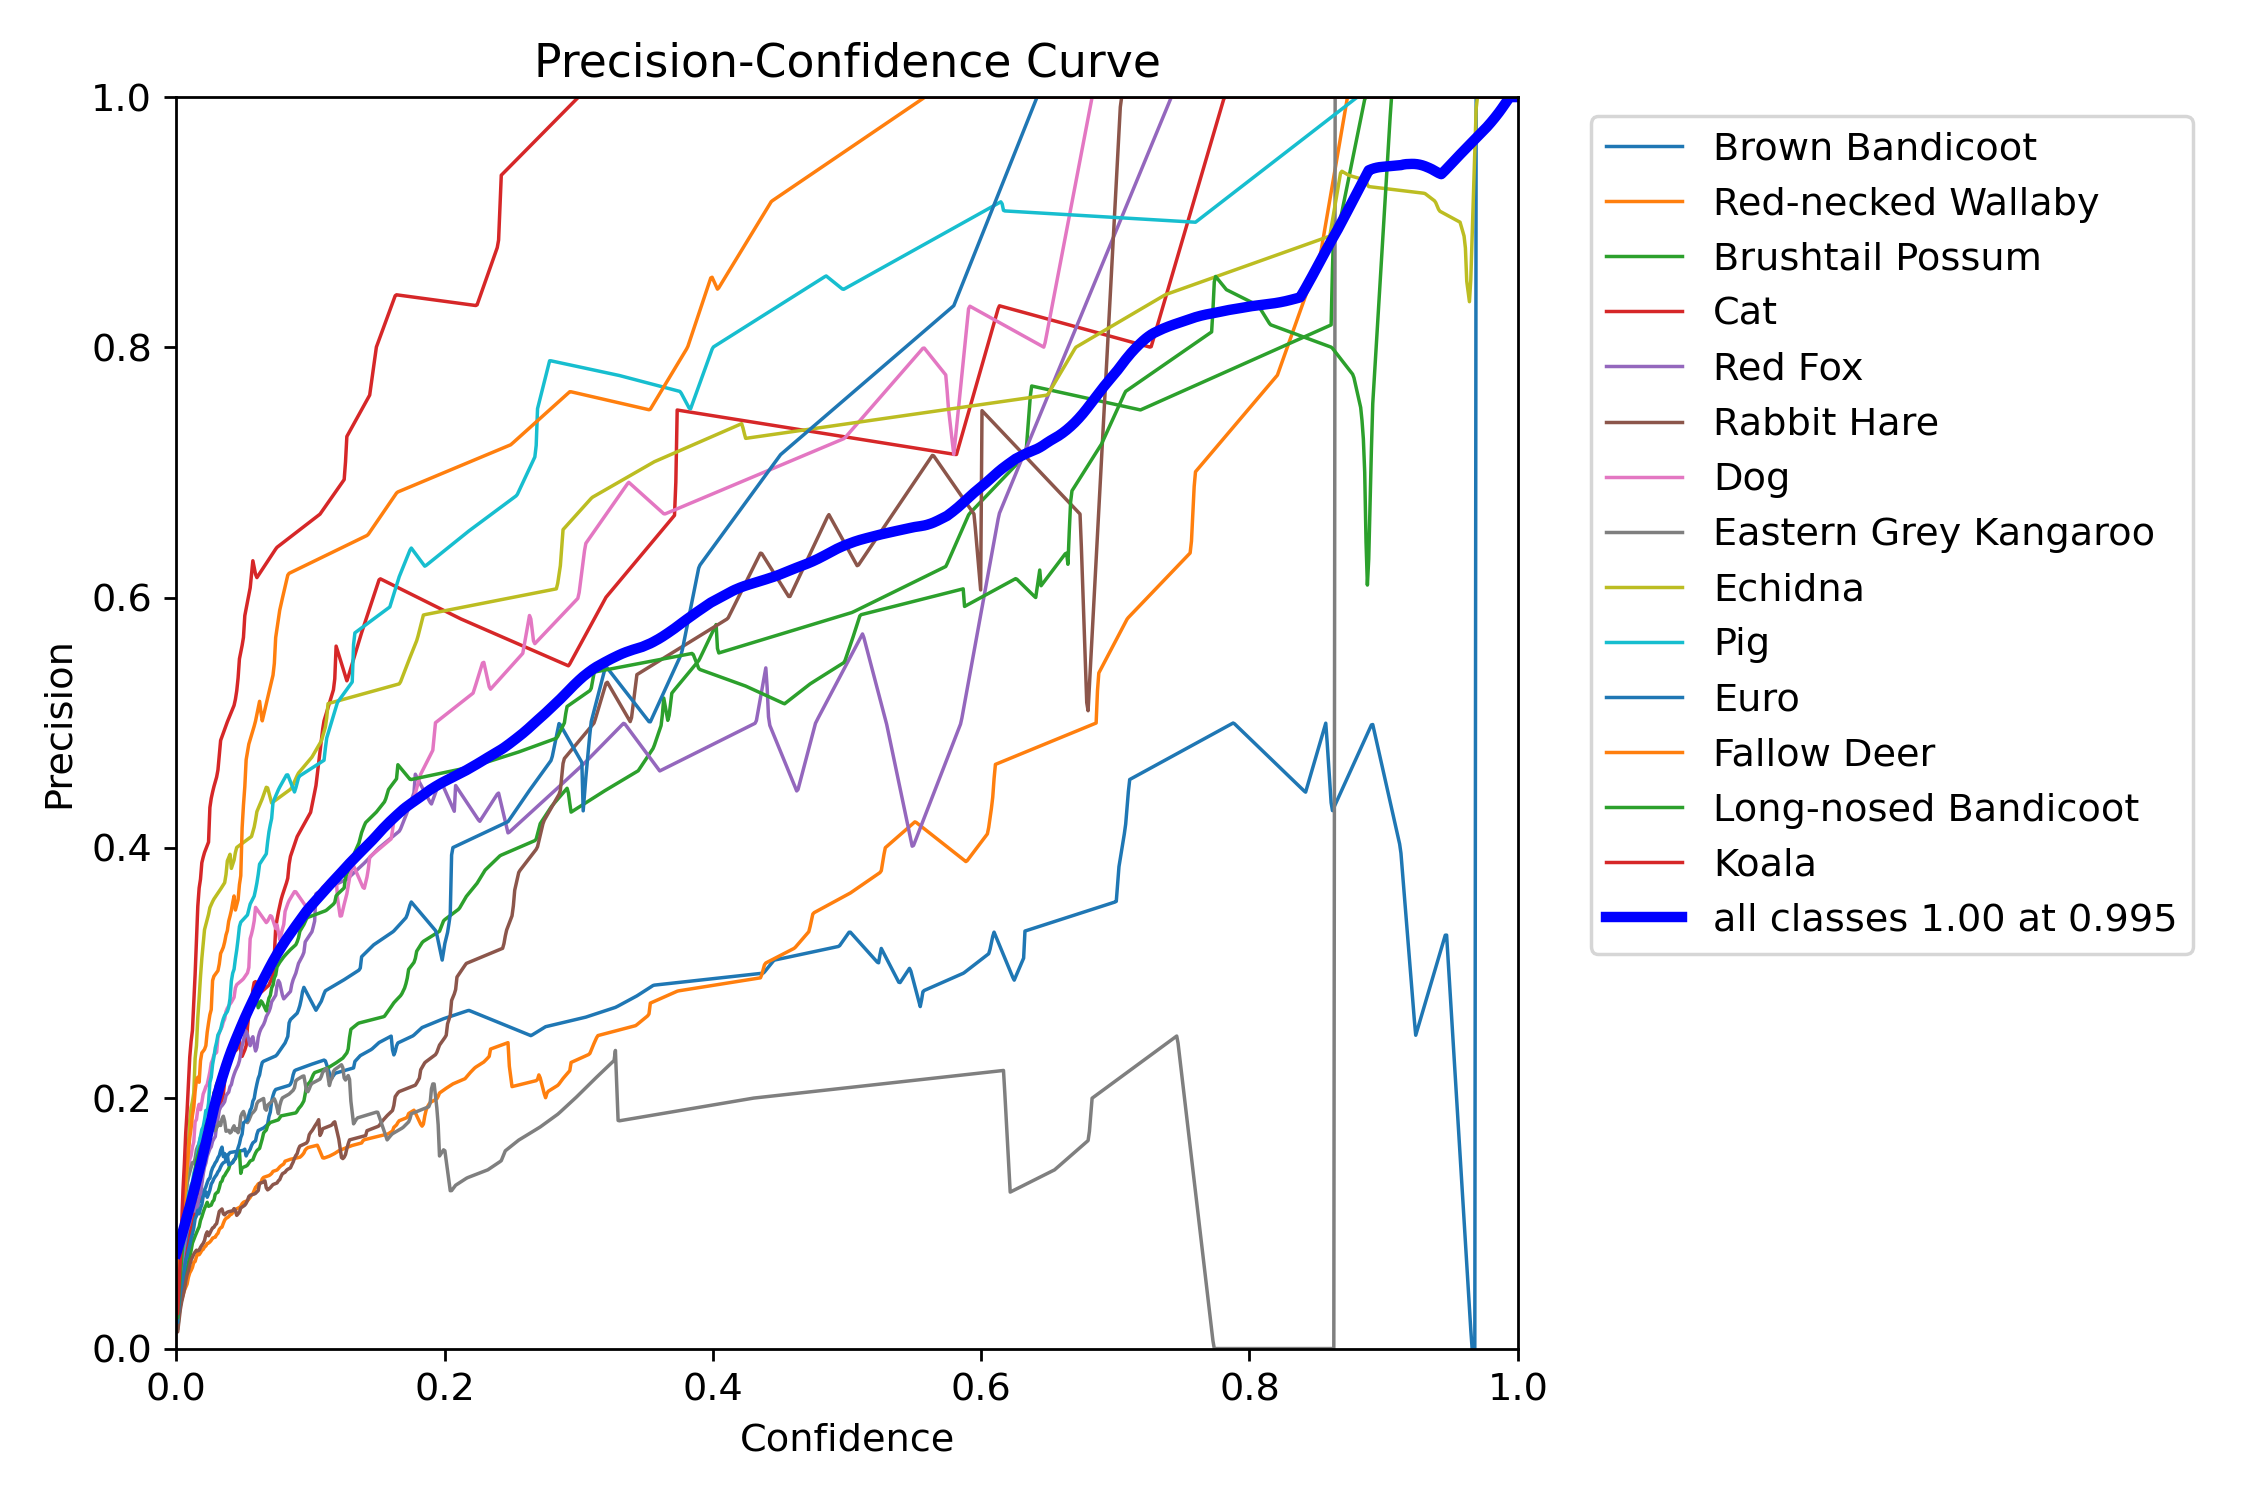 Precision-Confidence Curve
1.0
0.8
0.6
0.4
0.2
0.0
Precision
0.0 0.2 0.4 0.6 0.8 1.0
Confidence
Brown Bandicoot
Red-necked Wallaby
Brushtail Possum
Cat
Red Fox
Rabbit Hare
Dog
Eastern Grey Kangaroo
Echidna
Pig
Euro
Fallow Deer
Long-nosed Bandicoot
Koala
all classes 1.00 at 0.995